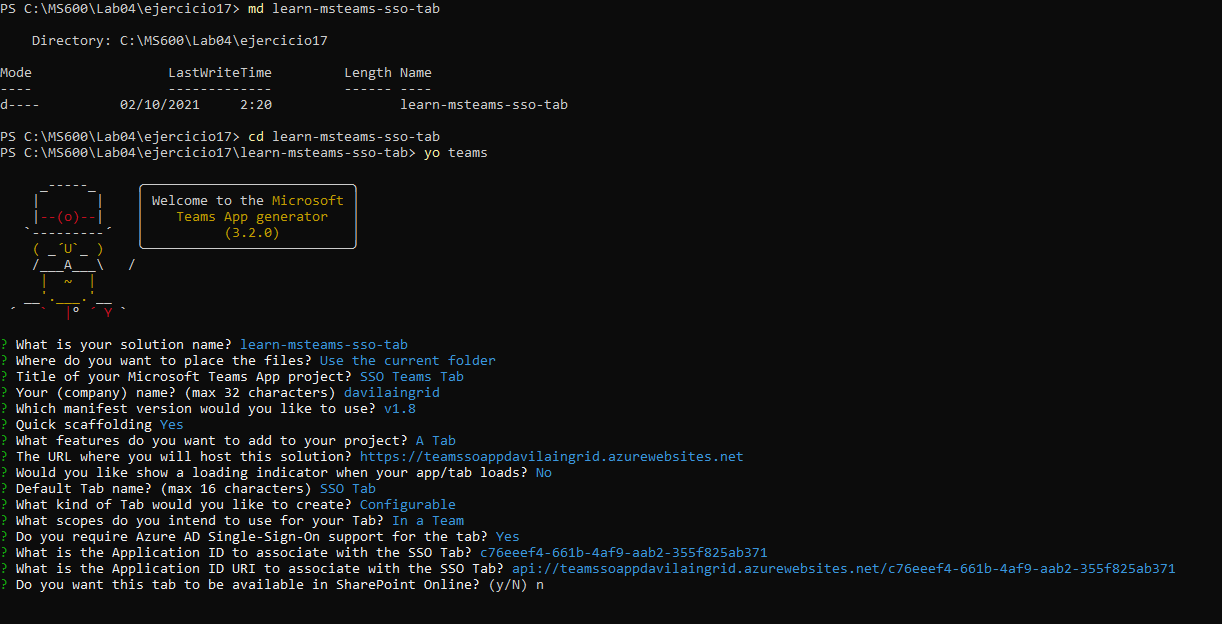 PS C:\MS600\Lab04\ejercicio17> md learn-msteams-sso-tab
Directory: C:\MS600\Lab04\ejercicio17
Mode                 LastWriteTime         Length Name
----                 -------------         ------ ----
d----          02/10/2021     2:20                learn-msteams-sso-tab
PS C:\MS600\Lab04\ejercicio17> cd learn-msteams-sso-tab
PS C:\MS600\Lab04\ejercicio17\learn-msteams-sso-tab> yo teams
Welcome to the Microsoft
Teams App generator
(3.2.0)
? What is your solution name? learn-msteams-sso-tab
? Where do you want to place the files? Use the current folder
? Title of your Microsoft Teams App project? SSO Teams Tab
? Your (company) name? (max 32 characters) davilaingrid
? Which manifest version would you like to use? v1.8
? Quick scaffolding Yes
? What features do you want to add to your project? A Tab
? The URL where you will host this solution? https://teamssoappdavilaingrid.azurewebsites.net
? Would you like show a loading indicator when your app/tab loads? No
? Default Tab name? (max 16 characters) SSO Tab
? What kind of Tab would you like to create? Configurable
? What scopes do you intend to use for your Tab? In a Team
? Do you require Azure AD Single-Sign-On support for the tab? Yes
? What is the Application ID to associate with the SSO Tab? c76eeef4-661b-4af9-aab2-355f825ab371
? What is the Application ID URI to associate with the SSO Tab? api://teamssoappdavilaingrid.azurewebsites.net/c76eeef4-661b-4af9-aab2-355f825ab371
? Do you want this tab to be available in SharePoint Online? (y/N) n